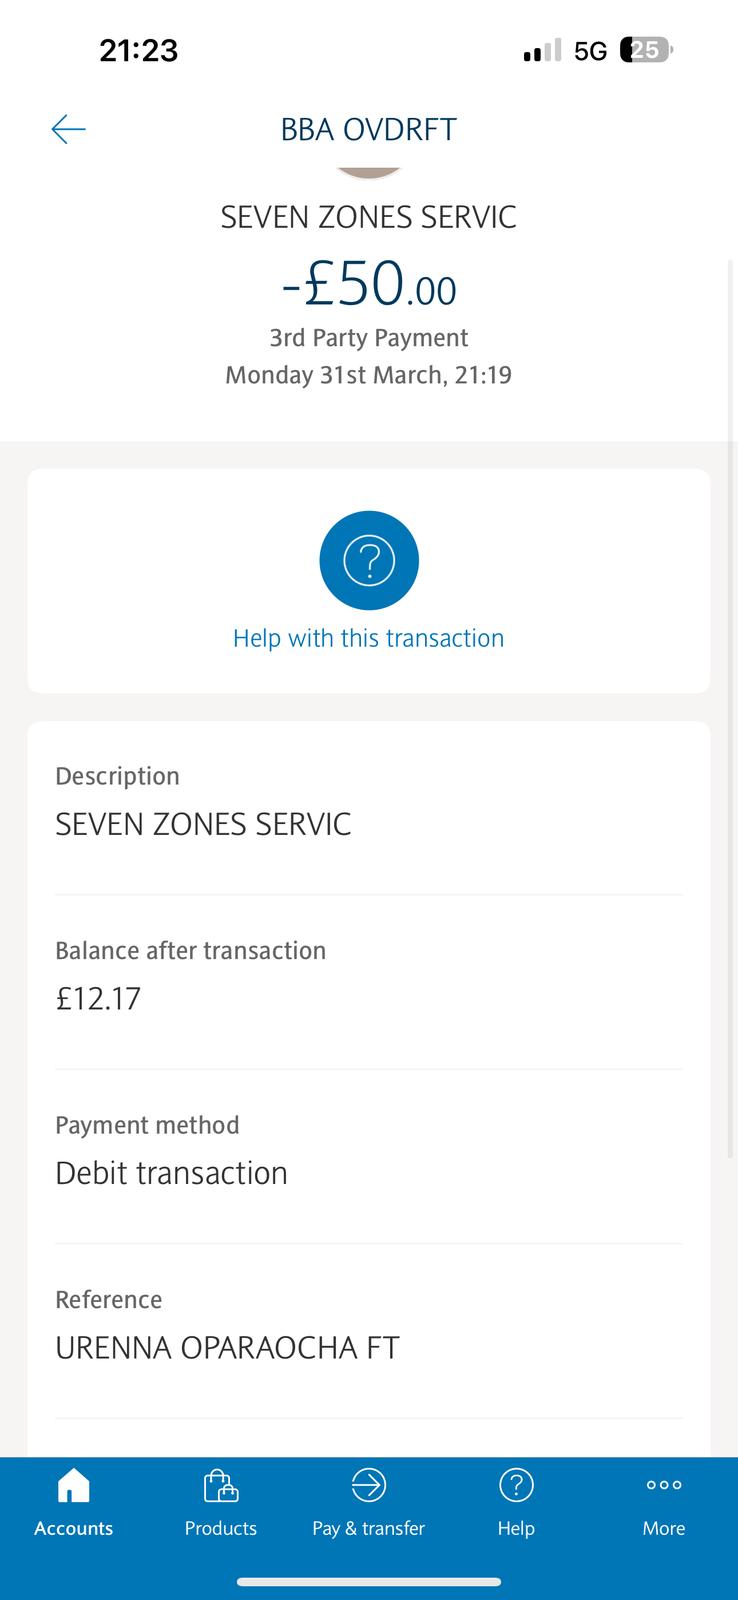 21:23
5G 25
BBA OVDRFT
SEVEN ZONES SERVIC
-£50.00
3rd Party Payment
Monday 31st March, 21:19
Help with this transaction
Description
SEVEN ZONES SERVIC
Balance after transaction
£12.17
Payment method
Debit transaction
Reference
URENNA OPARAOCHA FT
Accounts Products Pay & transfer Help More